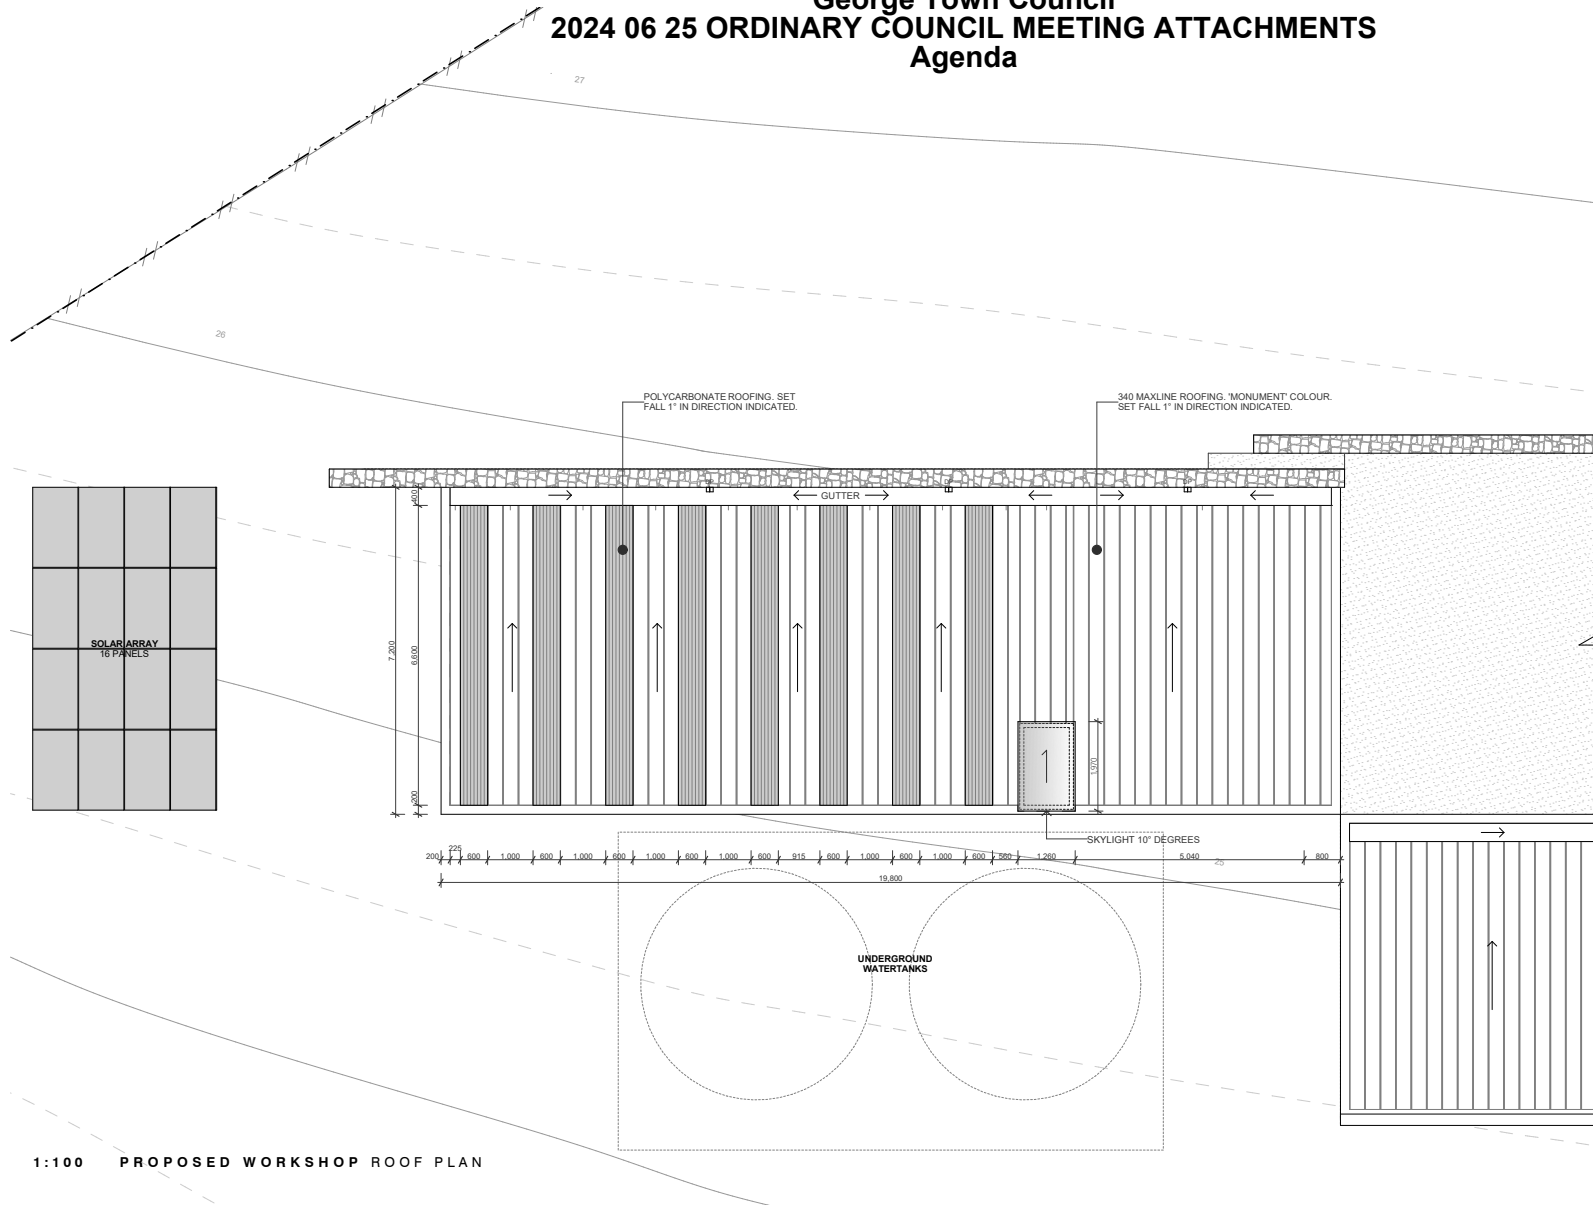 George Town Council
2024 06 25 ORDINARY COUNCIL MEETING ATTACHMENTS
Agenda
27
26
POLYCARBONATE ROOFING. SET
FALL 1° IN DIRECTION INDICATED.
340 MAXLINE ROOFING. 'MONUMENT' COLOUR.
SET FALL 1° IN DIRECTION INDICATED.
GUTTER
400
7,200
6,600
200
SOLAR ARRAY
16 PANELS
1,970
SKYLIGHT 10° DEGREES
200
225
600
1,000
600
1,000
600
1,000
600
1,000
600
915
600
1,000
600
1,000
600
560
1,260
5,040
800
25
19,800
UNDERGROUND
WATERTANKS
1:100 PROPOSED WORKSHOP ROOF PLAN